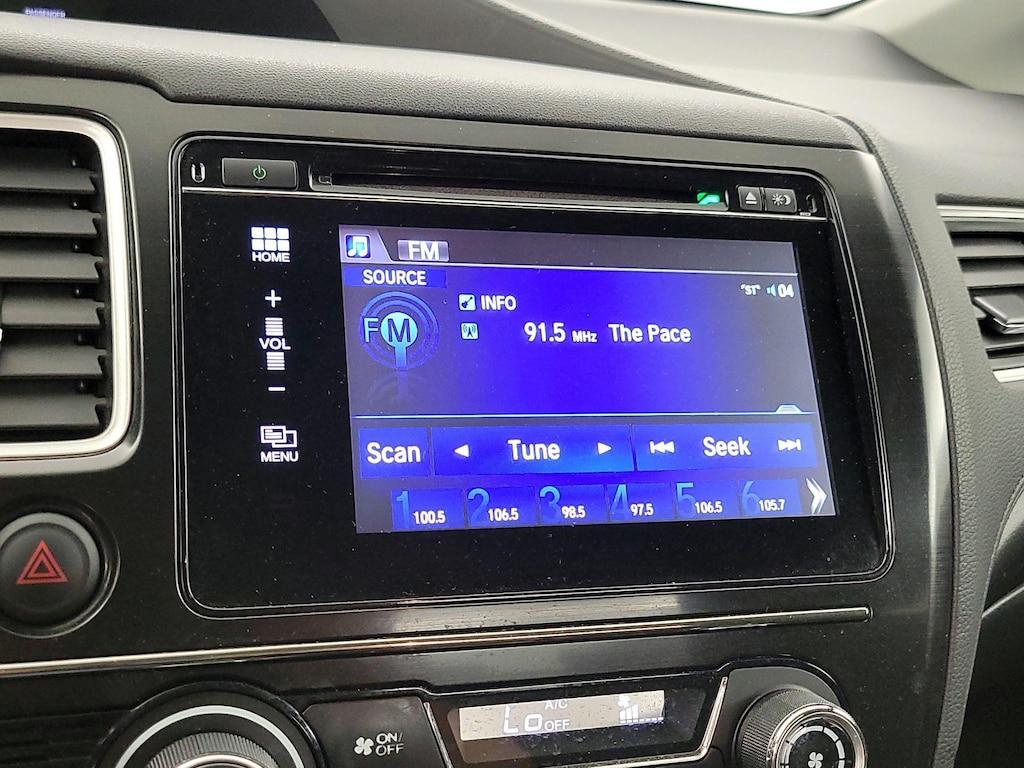 PASSENGER
HOME
+
VOL
−
MENU
FM
SOURCE
"ST" 04
INFO
FM
91.5 MHz The Pace
Scan Tune Seek
1 100.5 2 106.5 3 98.5 4 97.5 5 106.5 6 105.7
ON/
OFF
A/C
Lo OFF